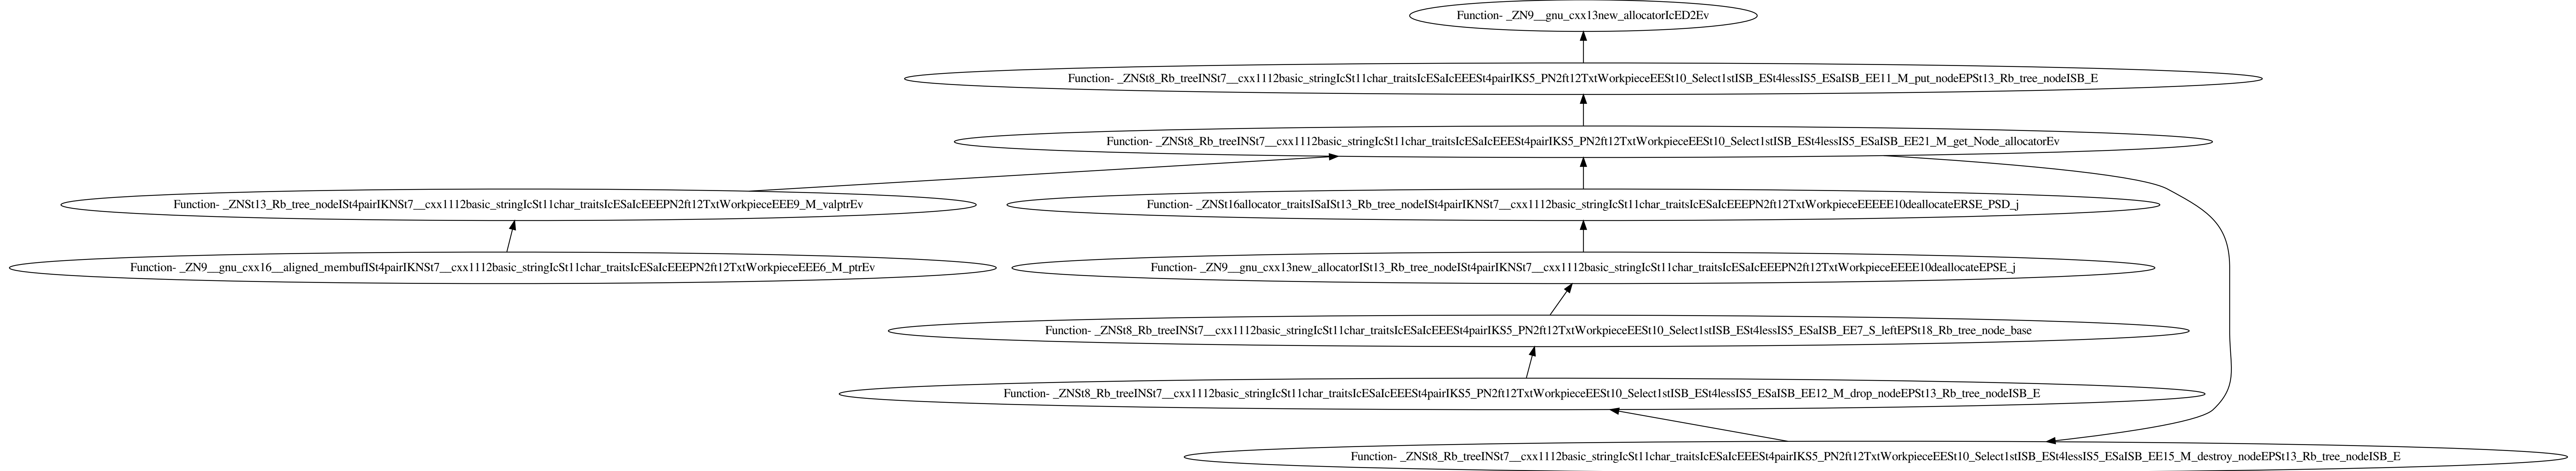 Function- _ZN9__gnu_cxx13new_allocatorIcED2Ev
Function- _ZNSt8_Rb_treeINSt7__cxx1112basic_stringIcSt11char_traitsIcESaIcEEESt4pairIKS5_PN2ft12TxtWorkpieceEESt10_Select1stISB_ESt4lessIS5_ESaISB_EE11_M_put_nodeEPSt13_Rb_tree_nodeISB_E
Function- _ZNSt8_Rb_treeINSt7__cxx1112basic_stringIcSt11char_traitsIcESaIcEEESt4pairIKS5_PN2ft12TxtWorkpieceEESt10_Select1stISB_ESt4lessIS5_ESaISB_EE21_M_get_Node_allocatorEv
Function- _ZNSt13_Rb_tree_nodeISt4pairIKNSt7__cxx1112basic_stringIcSt11char_traitsIcESaIcEEEPN2ft12TxtWorkpieceEEE9_M_valptrEv
Function- _ZNSt16allocator_traitsISaISt13_Rb_tree_nodeISt4pairIKNSt7__cxx1112basic_stringIcSt11char_traitsIcESaIcEEEPN2ft12TxtWorkpieceEEEEE10deallocateERSE_PSD_j
Function- _ZN9__gnu_cxx16__aligned_membufISt4pairIKNSt7__cxx1112basic_stringIcSt11char_traitsIcESaIcEEEPN2ft12TxtWorkpieceEEE6_M_ptrEv
Function- _ZN9__gnu_cxx13new_allocatorISt13_Rb_tree_nodeISt4pairIKNSt7__cxx1112basic_stringIcSt11char_traitsIcESaIcEEEPN2ft12TxtWorkpieceEEEE10deallocateEPSE_j
Function- _ZNSt8_Rb_treeINSt7__cxx1112basic_stringIcSt11char_traitsIcESaIcEEESt4pairIKS5_PN2ft12TxtWorkpieceEESt10_Select1stISB_ESt4lessIS5_ESaISB_EE7_S_leftEPSt18_Rb_tree_node_base
Function- _ZNSt8_Rb_treeINSt7__cxx1112basic_stringIcSt11char_traitsIcESaIcEEESt4pairIKS5_PN2ft12TxtWorkpieceEESt10_Select1stISB_ESt4lessIS5_ESaISB_EE12_M_drop_nodeEPSt13_Rb_tree_nodeISB_E
Function- _ZNSt8_Rb_treeINSt7__cxx1112basic_stringIcSt11char_traitsIcESaIcEEESt4pairIKS5_PN2ft12TxtWorkpieceEESt10_Select1stISB_ESt4lessIS5_ESaISB_EE15_M_destroy_nodeEPSt13_Rb_tree_nodeISB_E